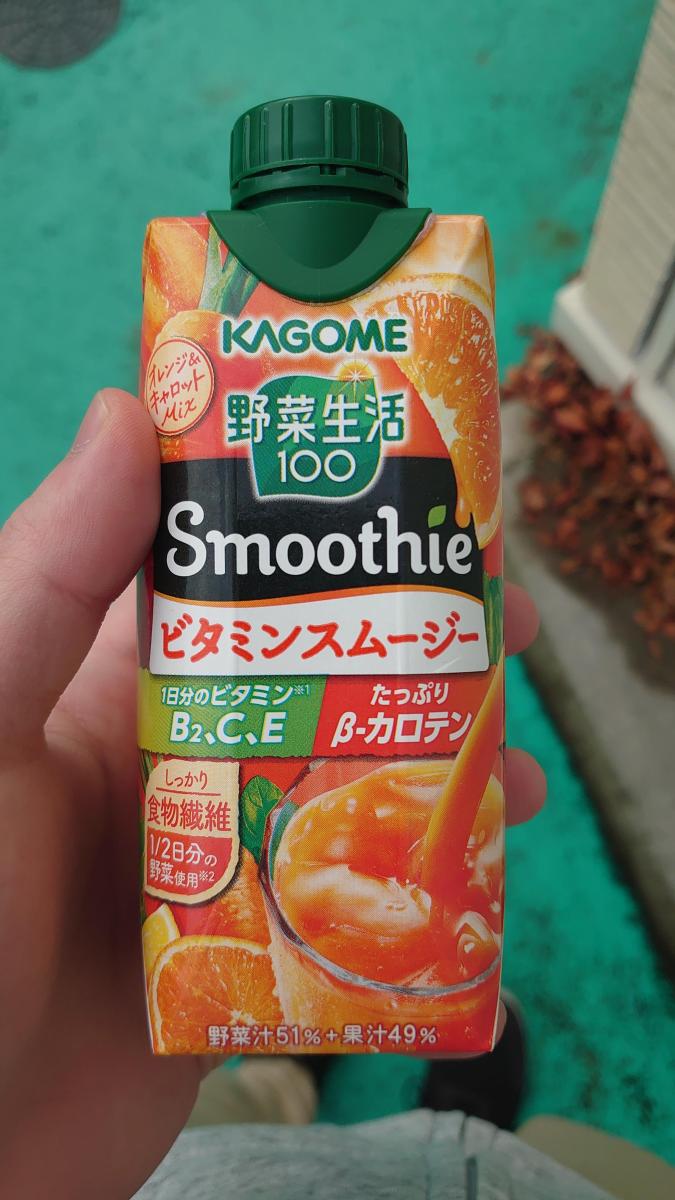 KAGOME
オレンジ&
キャロット
Mix
野菜生活
100
Smoothie
ビタミンスムージー
1日分のビタミン※1
B2、C、E
たっぷり
β-カロテン
しっかり
食物繊維
1/2日分の
野菜使用※2
野菜汁51%+果汁49%